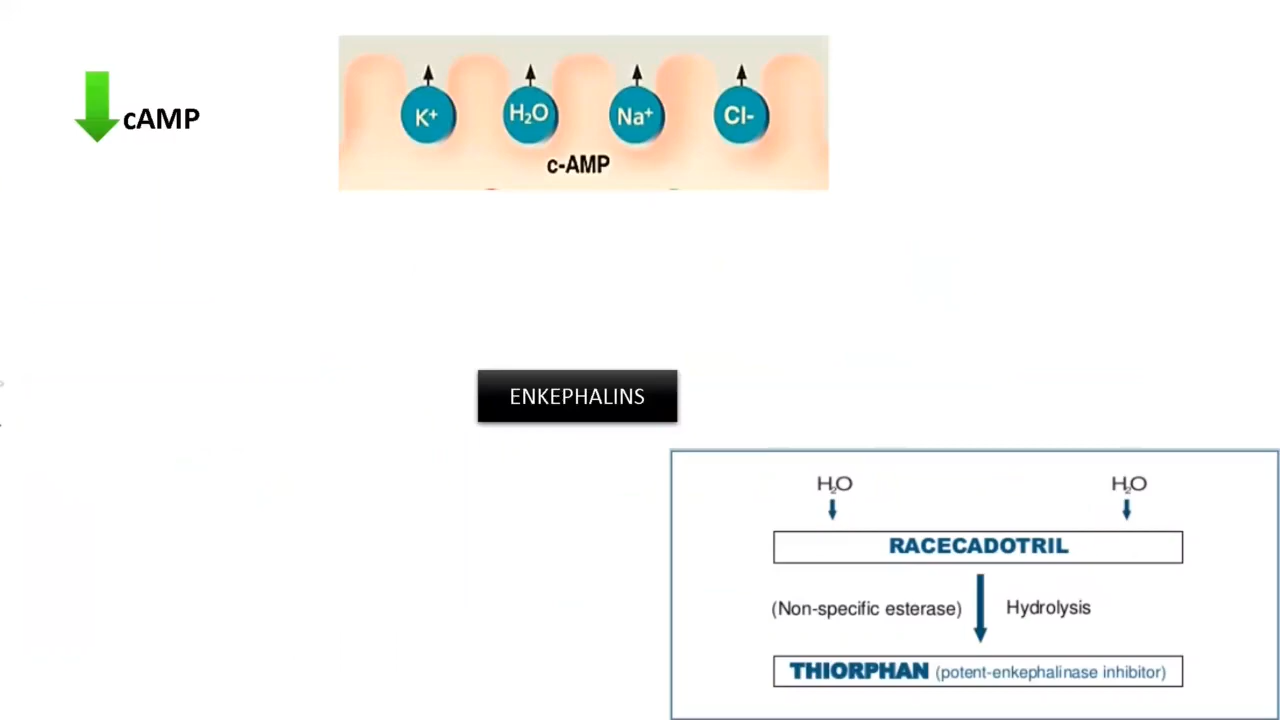 cAMP
K⁺
H₂O
Na⁺
Cl-
c-AMP
ENKEPHALINS
H₂O
H₂O
RACECADOTRIL
(Non-specific esterase)
Hydrolysis
THIORPHAN (potent-enkephalinase inhibitor)